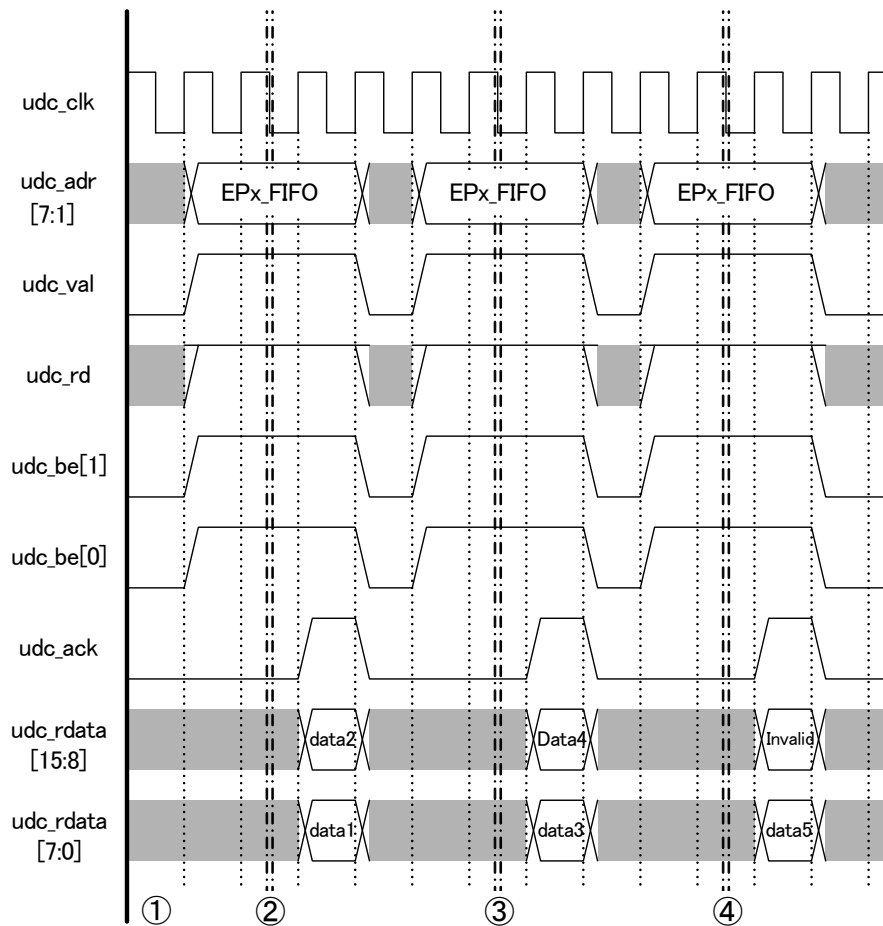 udc_clk
udc_adr
[7:1]
EPx_FIFO
EPx_FIFO
EPx_FIFO
udc_val
udc_rd
udc_be[1]
udc_be[0]
udc_ack
udc_rdata
[15:8]
data2
Data4
Invalid
udc_rdata
[7:0]
data1
data3
data5
① ② ③ ④